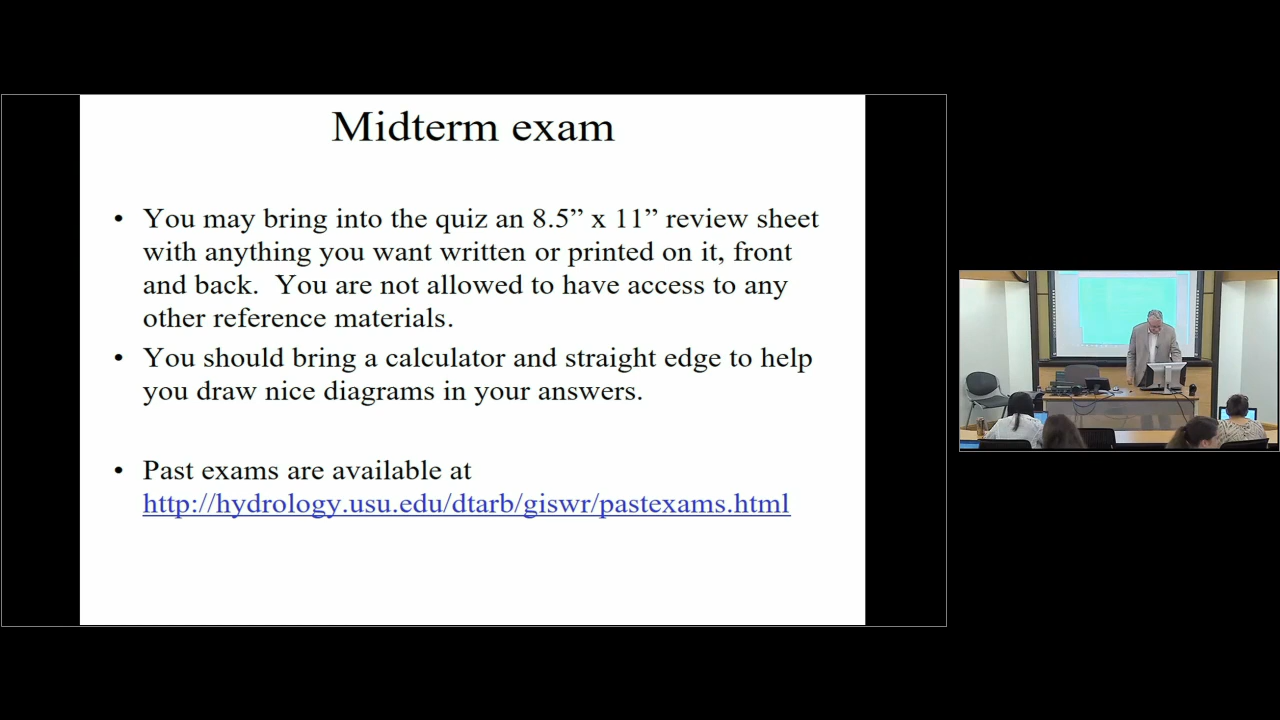 Midterm exam
• You may bring into the quiz an 8.5” x 11” review sheet
with anything you want written or printed on it, front
and back.  You are not allowed to have access to any
other reference materials.
• You should bring a calculator and straight edge to help
you draw nice diagrams in your answers.
• Past exams are available at
http://hydrology.usu.edu/dtarb/giswr/pastexams.html